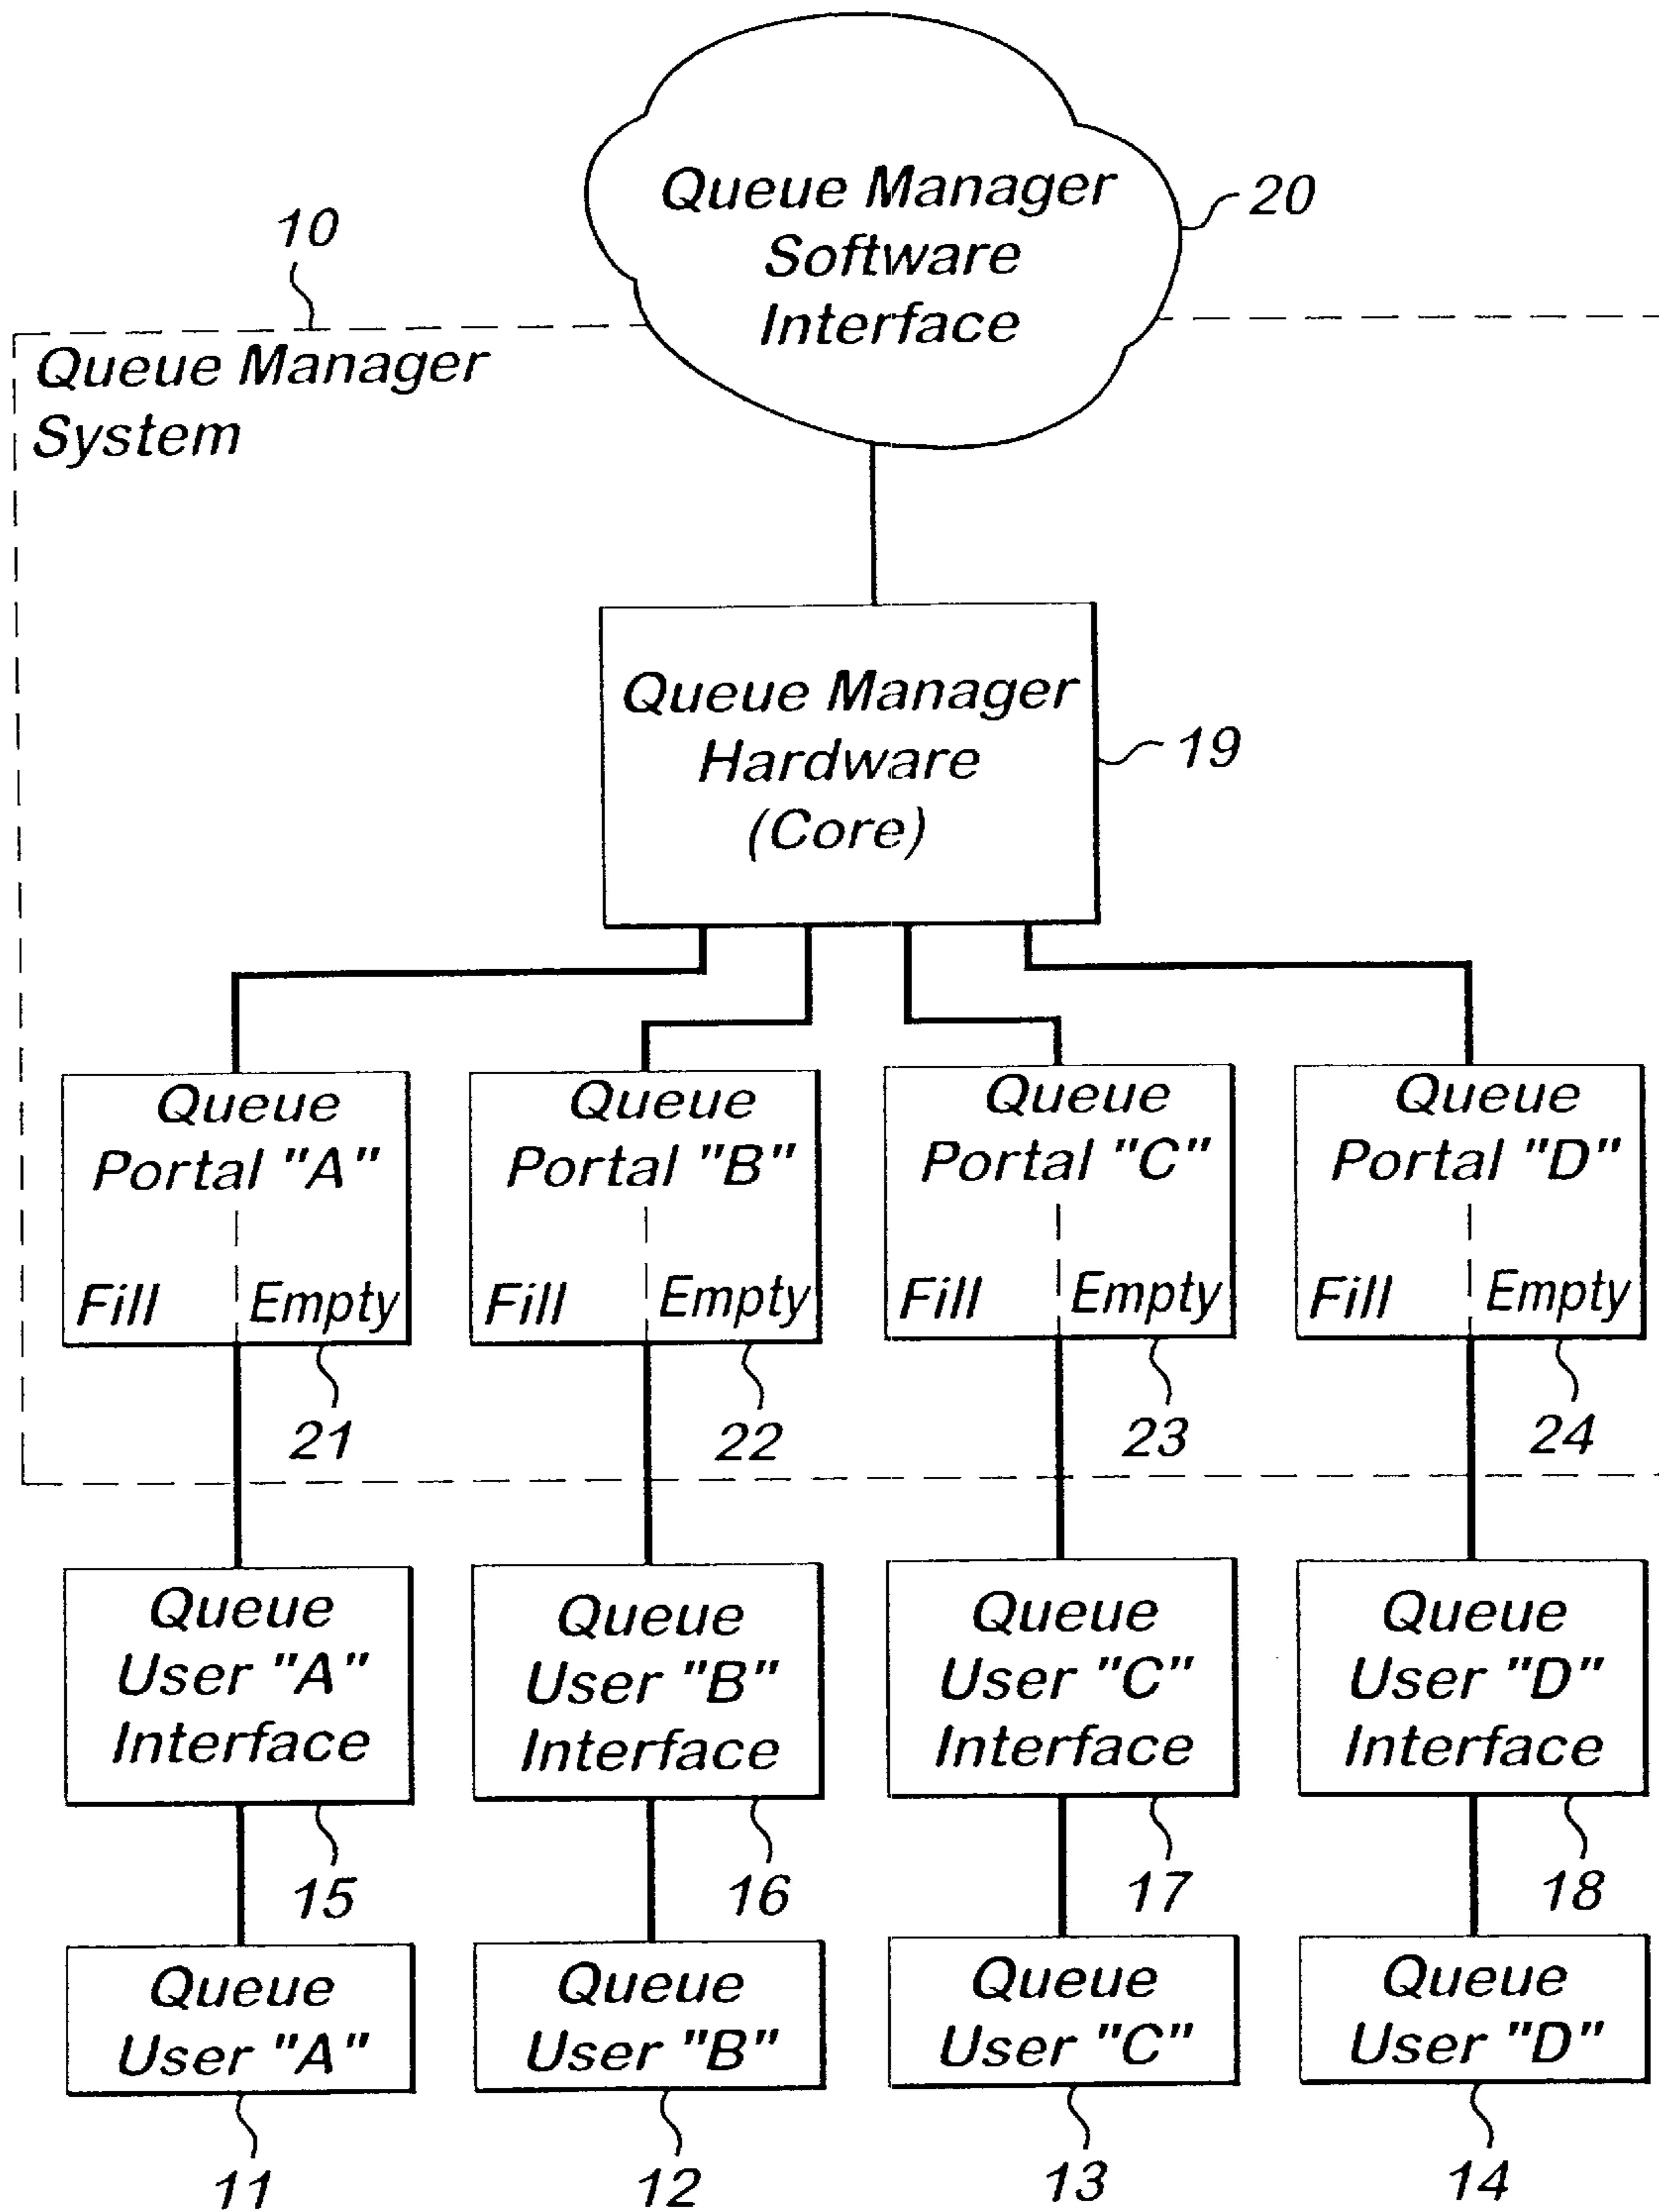 Queue Manager
Software
Interface
20
10
Queue Manager
System
Queue Manager
Hardware
(Core)
19
Queue
Portal "A"
Fill Empty
21
Queue
Portal "B"
Fill Empty
22
Queue
Portal "C"
Fill Empty
23
Queue
Portal "D"
Fill Empty
24
Queue
User "A"
Interface
15
Queue
User "B"
Interface
16
Queue
User "C"
Interface
17
Queue
User "D"
Interface
18
Queue
User "A"
11
Queue
User "B"
12
Queue
User "C"
13
Queue
User "D"
14